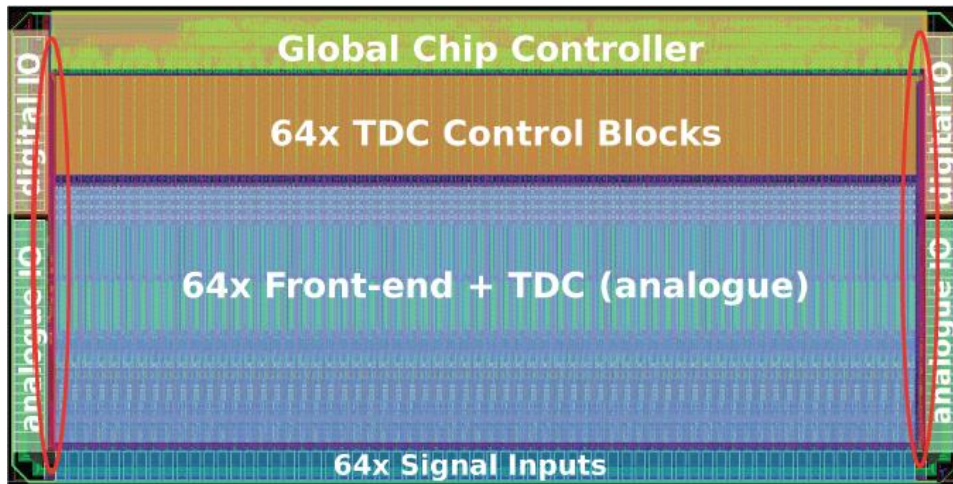 Global Chip Controller
digital IO
digital IO
64x TDC Control Blocks
64x Front-end + TDC (analogue)
analogue IO
analogue IO
64x Signal Inputs